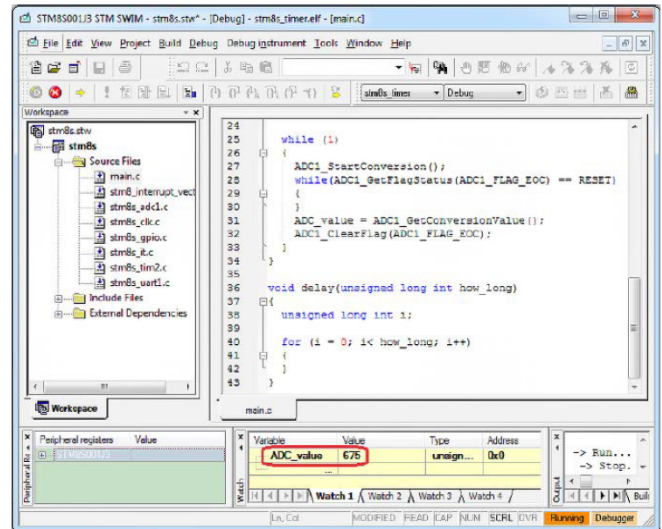 STM8S001J3 STM SWIM - stm8s.stw* - [Debug] - stm8s_timer.elf - [main.c]
File Edit View Project Build Debug Debug instrument Tools Window Help
stm8s_timer Debug
Workspace
stm8s.stw
stm8s
Source Files
main.c
stm8_interrupt_vect
stm8s_adc1.c
stm8s_clk.c
stm8s_gpio.c
stm8s_it.c
stm8s_tim2.c
stm8s_uart1.c
Include Files
External Dependencies
Workspace
24
25 while (1)
26 {
27 ADC1_StartConversion();
28 while(ADC1_GetFlagStatus(ADC1_FLAG_EOC) == RESET)
29 {
30 }
31 ADC_value = ADC1_GetConversionValue();
32 ADC1_ClearFlag(ADC1_FLAG_EOC);
33 }
34 }
35
36 void delay(unsigned long int how_long)
37 {
38 unsigned long int i;
39
40 for (i = 0; i< how_long; i++)
41 {
42 }
43 }
main.c
Peripheral registers Value
STM8S001J3
Peripheral Re
Variable Value Type Address
ADC_value 675 unsign... 0x0
...
Watch
Watch 1 Watch 2 Watch 3 Watch 4
-> Run...
-> Stop.
Output
Buil
Ln, Col MODIFIED READ CAP NUM SCRL OVR Running Debugger